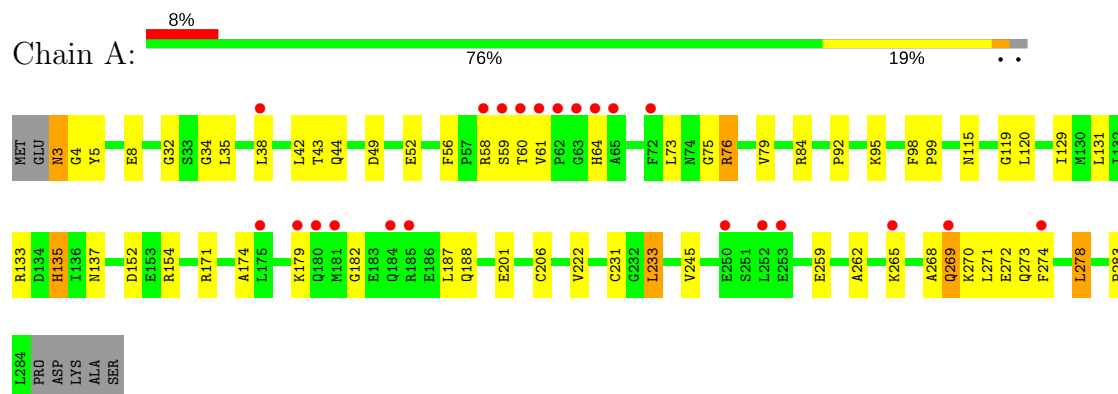 8%
Chain A:
76% 19% . .
MET GLU N3 G4 Y5 E8 G32 S33 G34 L35 L38 L42 T43 Q44 D49 E52 F56 P57 R58 S59 T60 V61 P62 G63 H64 A65 F72 L73 N74 G75 R76 V79 R84 P92 K95 F98 P99 N115 G119 L120 I129 M130 L131
R133 D134 H135 I136 N137 D152 E153 R154 R171 A174 L175 K179 Q180 M181 G182 E183 Q184 R185 E186 L187 Q188 E201 C206 V222 C231 G232 L233 V245 E250 S251 L252 E253 E259 A262 K265 A268 Q269 K270 L271 E272 Q273 F274 L278
L284 PRO ASP LYS ALA SER